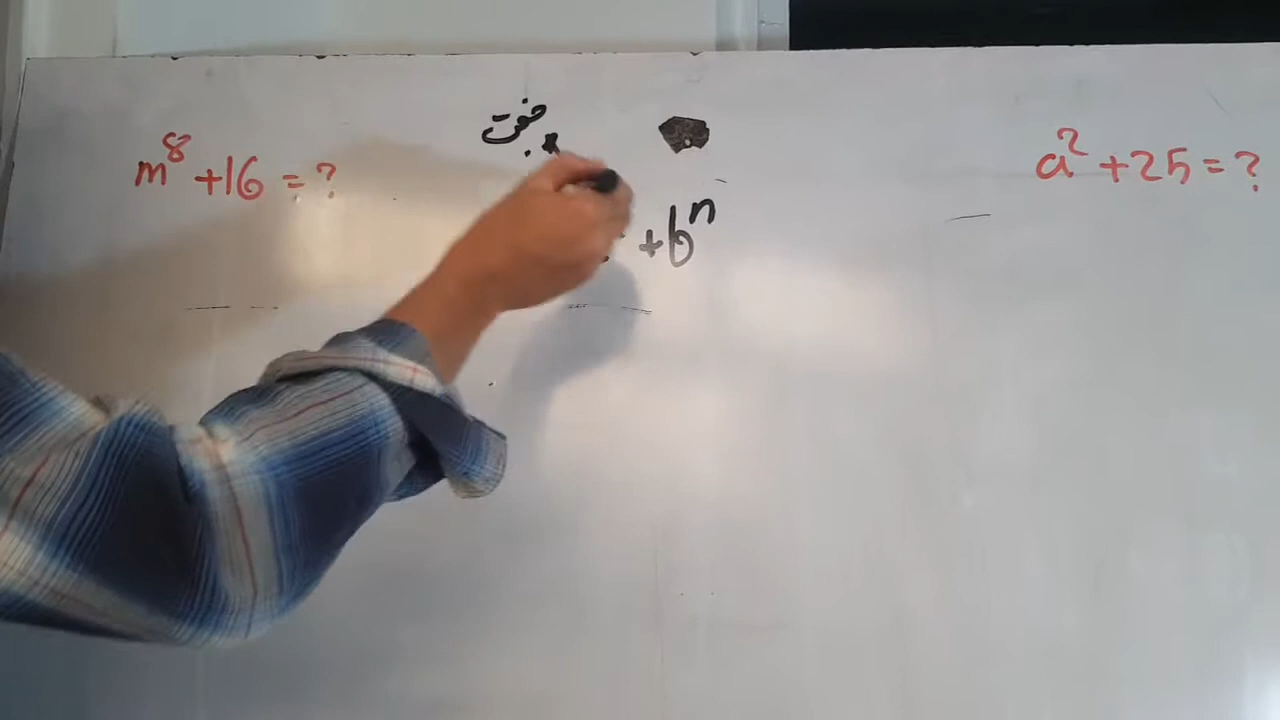 جفت
m⁸ + 16 = ?
+ bⁿ
a² + 25 = ?